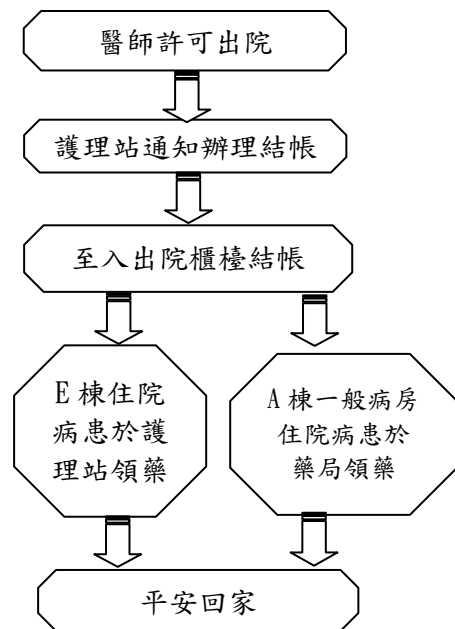 醫師許可出院
護理站通知辦理結帳
至入出院櫃檯結帳
E棟住院
病患於護
理站領藥
A棟一般病房
住院病患於
藥局領藥
平安回家